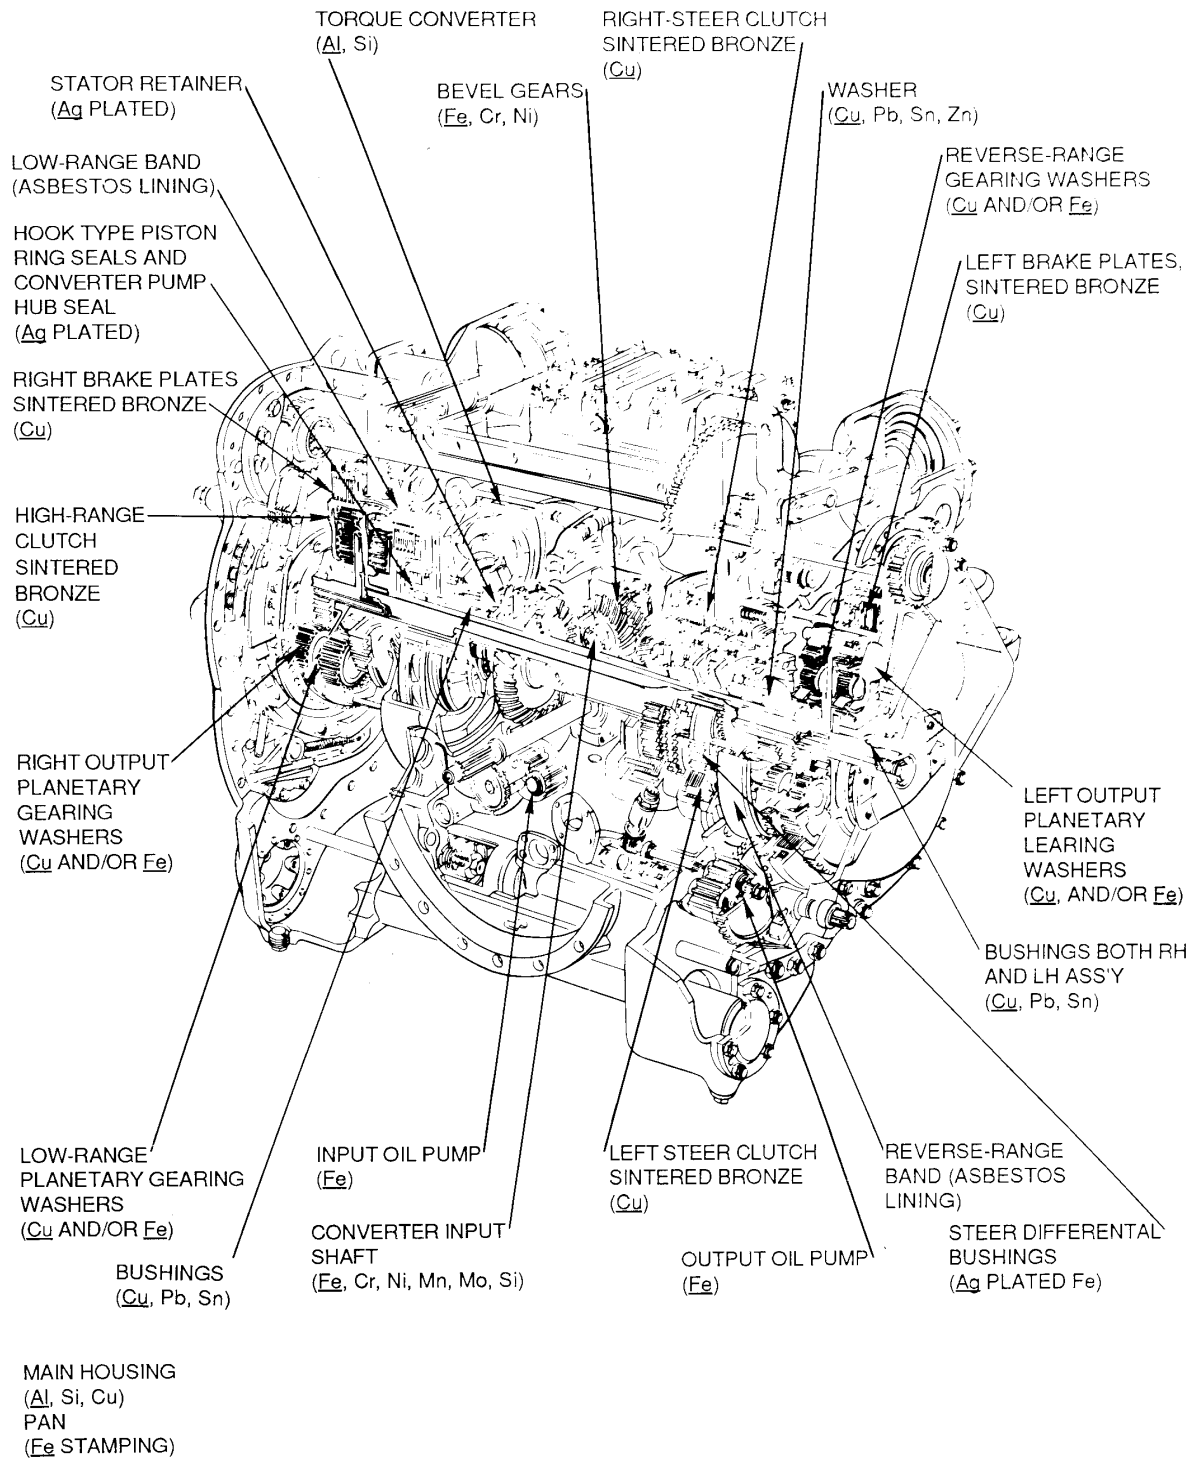 TORQUE CONVERTER
(Al, Si)
RIGHT-STEER CLUTCH
SINTERED BRONZE
(Cu)
STATOR RETAINER
(Ag PLATED)
BEVEL GEARS
(Fe, Cr, Ni)
WASHER
(Cu, Pb, Sn, Zn)
LOW-RANGE BAND
(ASBESTOS LINING)
REVERSE-RANGE
GEARING WASHERS
(Cu AND/OR Fe)
HOOK TYPE PISTON
RING SEALS AND
CONVERTER PUMP
HUB SEAL
(Ag PLATED)
LEFT BRAKE PLATES,
SINTERED BRONZE
(Cu)
RIGHT BRAKE PLATES
SINTERED BRONZE
(Cu)
HIGH-RANGE
CLUTCH
SINTERED
BRONZE
(Cu)
RIGHT OUTPUT
PLANETARY
GEARING
WASHERS
(Cu AND/OR Fe)
LEFT OUTPUT
PLANETARY
LEARING
WASHERS
(Cu, AND/OR Fe)
BUSHINGS BOTH RH
AND LH ASS'Y
(Cu, Pb, Sn)
LOW-RANGE
PLANETARY GEARING
WASHERS
(Cu AND/OR Fe)
INPUT OIL PUMP
(Fe)
LEFT STEER CLUTCH
SINTERED BRONZE
(Cu)
REVERSE-RANGE
BAND (ASBESTOS
LINING)
BUSHINGS
(Cu, Pb, Sn)
CONVERTER INPUT
SHAFT
(Fe, Cr, Ni, Mn, Mo, Si)
OUTPUT OIL PUMP
(Fe)
STEER DIFFERENTAL
BUSHINGS
(Ag PLATED Fe)
MAIN HOUSING
(Al, Si, Cu)
PAN
(Fe STAMPING)